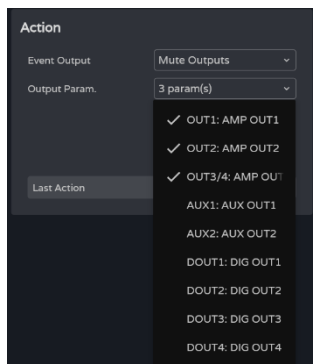 Action
Event Output
Mute Outputs
Output Param.
3 param(s)
OUT1: AMP OUT1
OUT2: AMP OUT2
OUT3/4: AMP OUT
Last Action
AUX1: AUX OUT1
AUX2: AUX OUT2
DOUT1: DIG OUT1
DOUT2: DIG OUT2
DOUT3: DIG OUT3
DOUT4: DIG OUT4